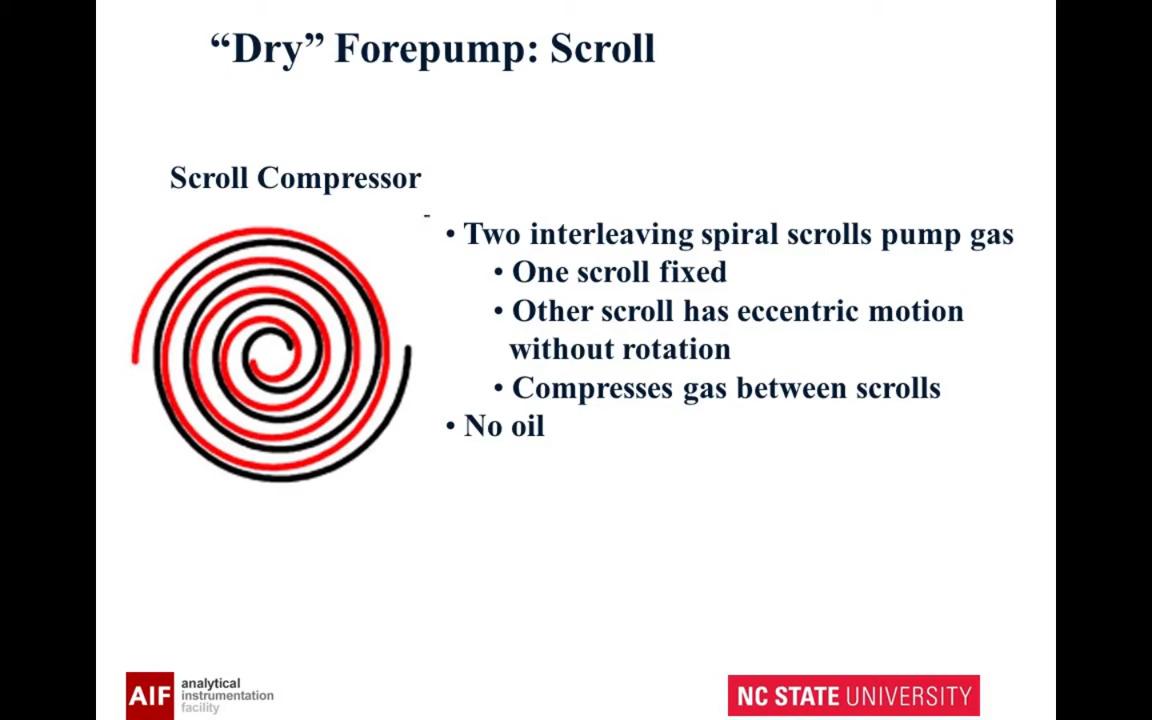 “Dry” Forepump: Scroll
Scroll Compressor
-
• Two interleaving spiral scrolls pump gas
• One scroll fixed
• Other scroll has eccentric motion
without rotation
• Compresses gas between scrolls
• No oil
AIF analytical
instrumentation
facility
NC STATE UNIVERSITY